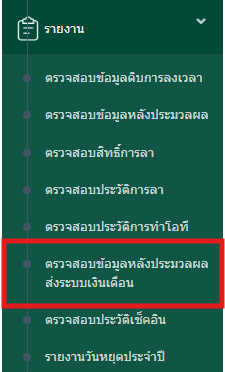 รายงาน
ตรวจสอบข้อมูลดิบการลงเวลา
ตรวจสอบข้อมูลหลังประมวลผล
ตรวจสอบสิทธิ์การลา
ตรวจสอบประวัติการลา
ตรวจสอบประวัติการทำโอที
ตรวจสอบข้อมูลหลังประมวลผล
ส่งระบบเงินเดือน
ตรวจสอบประวัติเช็คอิน
รายงานวันหยุดประจำปี